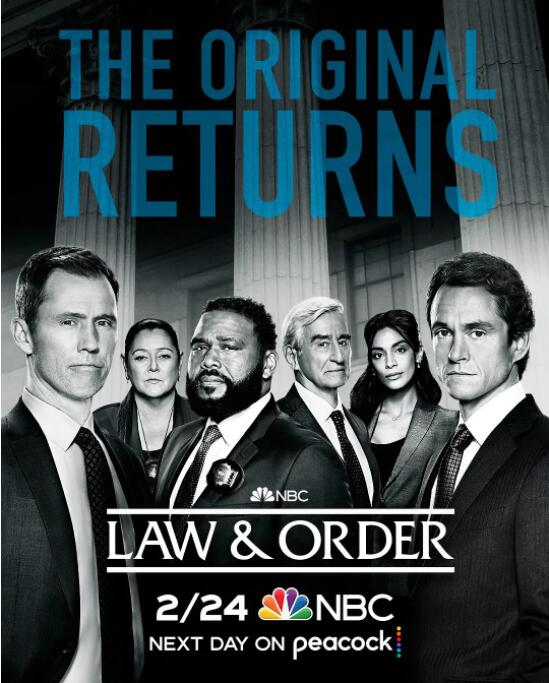 THE ORIGINAL
RETURNS
NBC
LAW & ORDER
2/24 NBC
NEXT DAY ON peacock